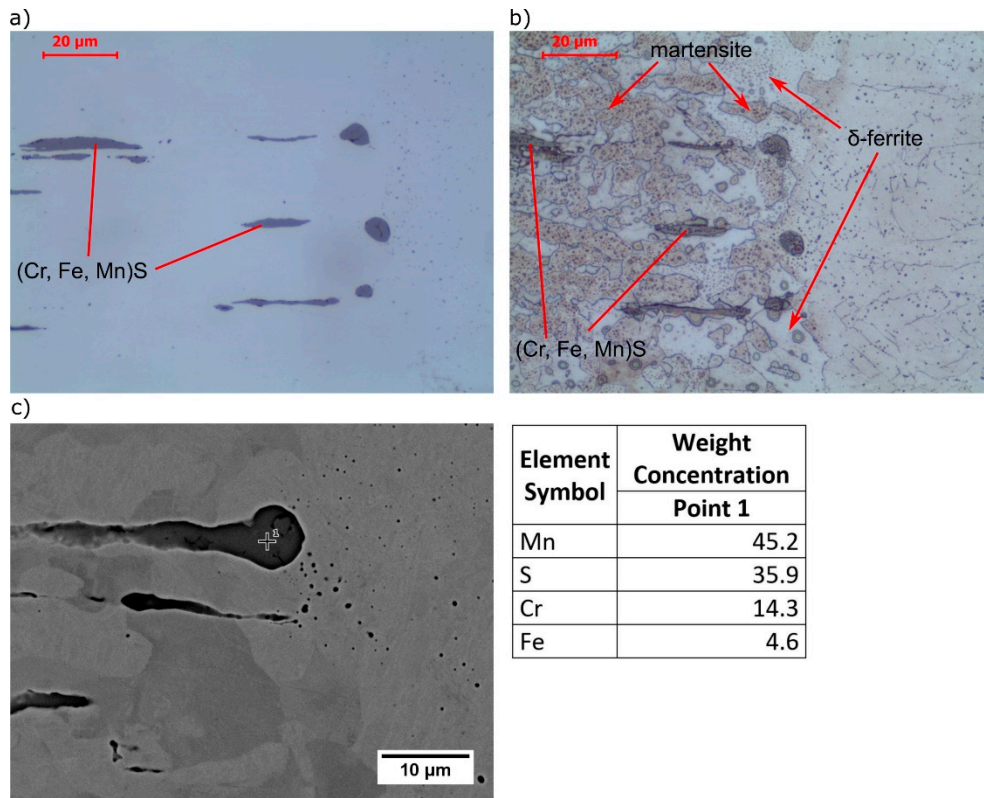 a)
20 µm
(Cr, Fe, Mn)S
b)
20 µm
martensite
δ-ferrite
(Cr, Fe, Mn)S
c)
1
10 µm
Element Symbol Weight Concentration
Point 1
Mn 45.2
S 35.9
Cr 14.3
Fe 4.6